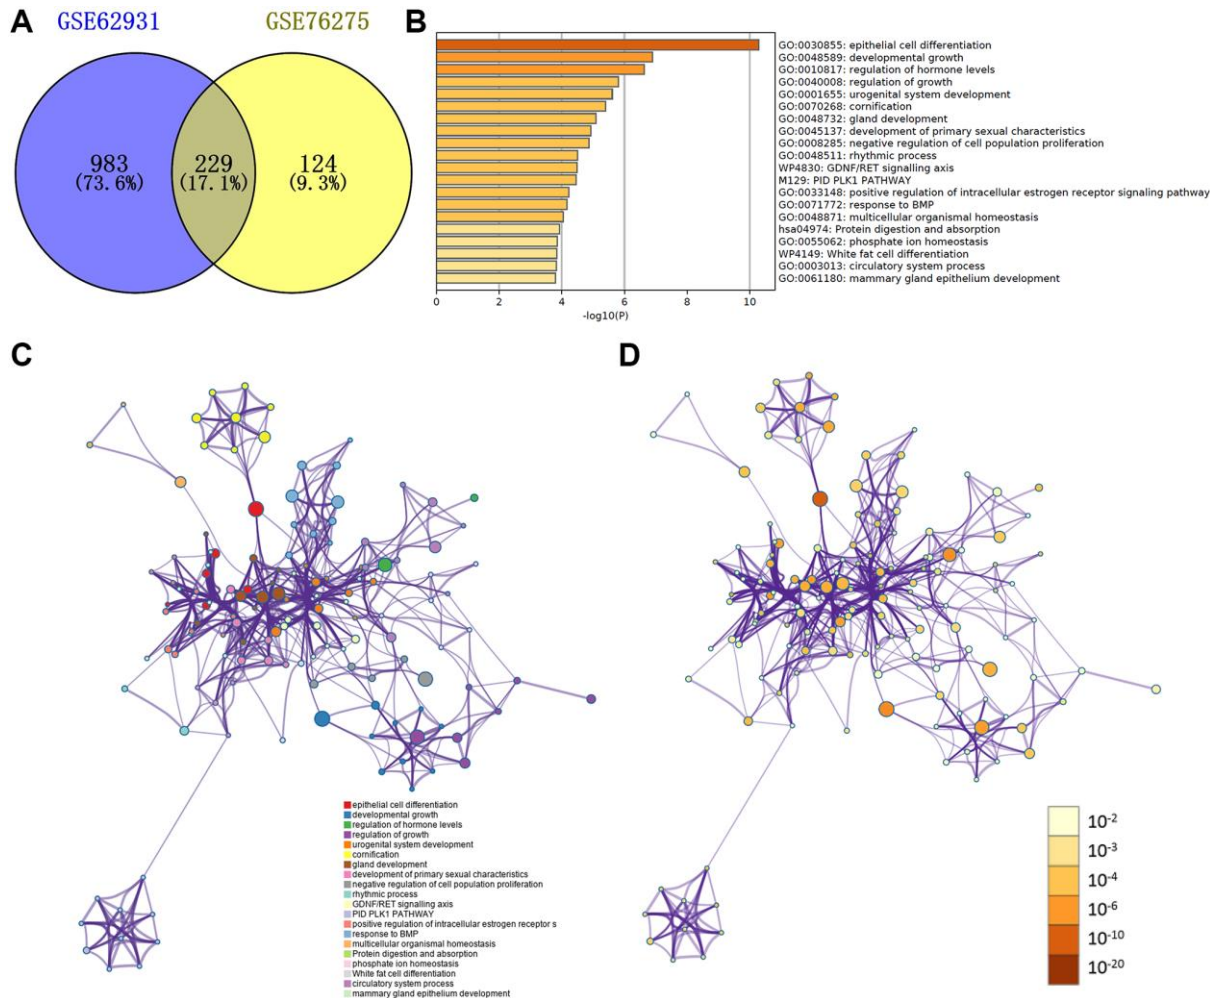 A
GSE62931
GSE76275
983
(73.6%)
229
(17.1%)
124
(9.3%)
B
GO:0030855: epithelial cell differentiation
GO:0048589: developmental growth
GO:0010817: regulation of hormone levels
GO:0040008: regulation of growth
GO:0001655: urogenital system development
GO:0070268: cornification
GO:0048732: gland development
GO:0045137: development of primary sexual characteristics
GO:0008285: negative regulation of cell population proliferation
GO:0048511: rhythmic process
WP4830: GDNF/RET signalling axis
M129: PID PLK1 PATHWAY
GO:0033148: positive regulation of intracellular estrogen receptor signaling pathway
GO:0071772: response to BMP
GO:0048871: multicellular organismal homeostasis
hsa04974: Protein digestion and absorption
GO:0055062: phosphate ion homeostasis
WP4149: White fat cell differentiation
GO:0003013: circulatory system process
GO:0061180: mammary gland epithelium development
0 2 4 6 8 10
-log10(P)
C
epithelial cell differentiation
developmental growth
regulation of hormone levels
regulation of growth
urogenital system development
cornification
gland development
development of primary sexual characteristics
negative regulation of cell population proliferation
rhythmic process
GDNF/RET signalling axis
PID PLK1 PATHWAY
positive regulation of intracellular estrogen receptor s
response to BMP
multicellular organismal homeostasis
Protein digestion and absorption
phosphate ion homeostasis
White fat cell differentiation
circulatory system process
mammary gland epithelium development
D
10⁻²
10⁻³
10⁻⁴
10⁻⁶
10⁻¹⁰
10⁻²⁰